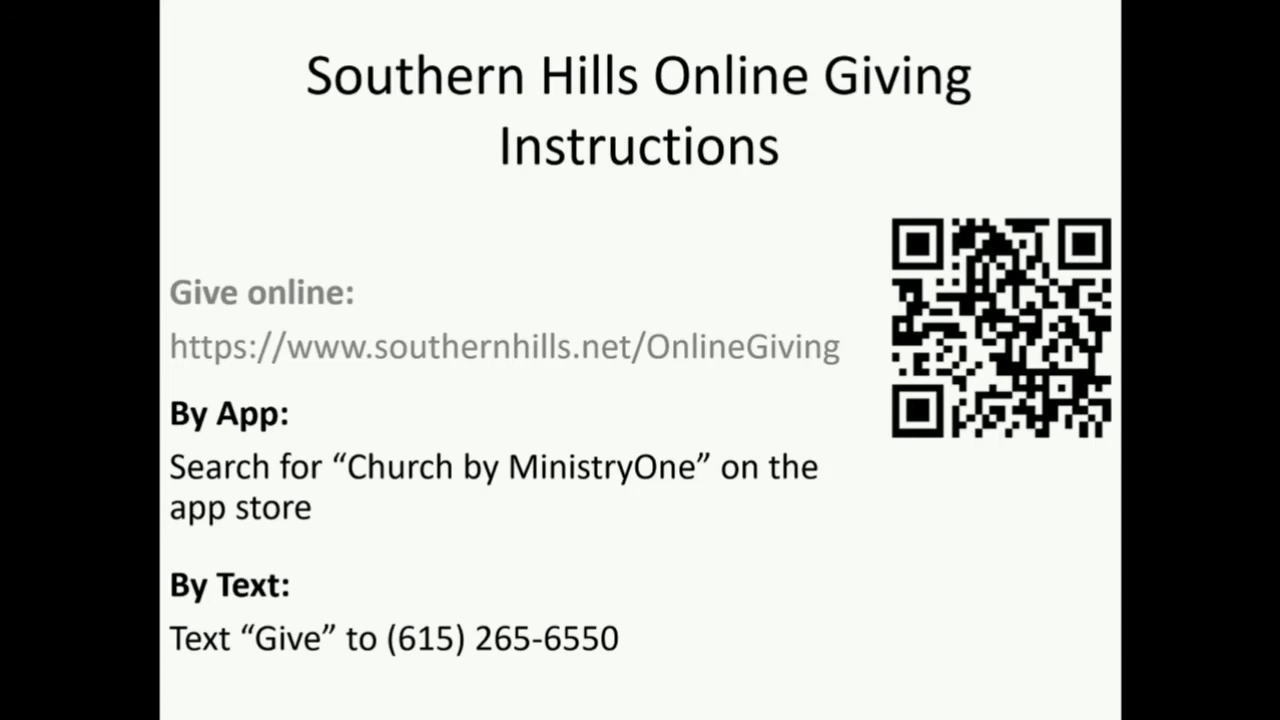 Southern Hills Online Giving
Instructions
Give online:
https://www.southernhills.net/OnlineGiving
By App:
Search for “Church by MinistryOne” on the
app store
By Text:
Text “Give” to (615) 265-6550